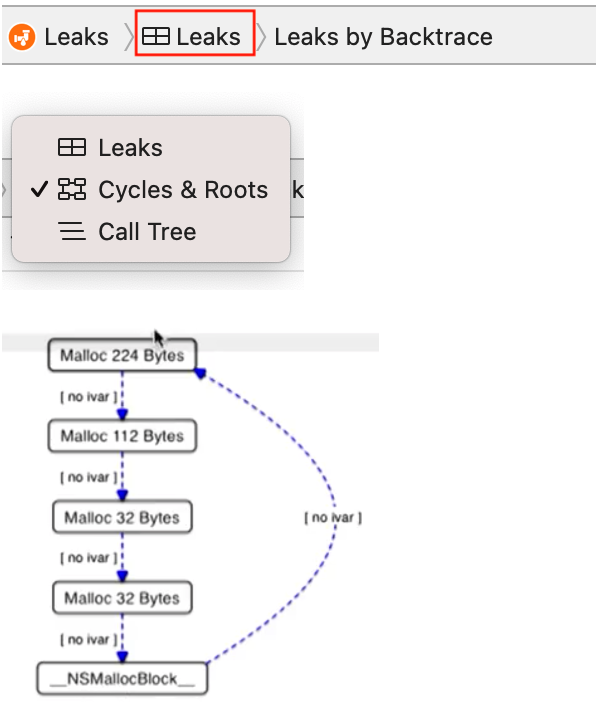 Leaks Leaks Leaks by Backtrace
Leaks
Cycles & Roots k
Call Tree
Malloc 224 Bytes
[ no ivar ]
Malloc 112 Bytes
[ no ivar ]
Malloc 32 Bytes
[ no ivar ]
[ no ivar ]
Malloc 32 Bytes
[ no ivar ]
__NSMallocBlock__